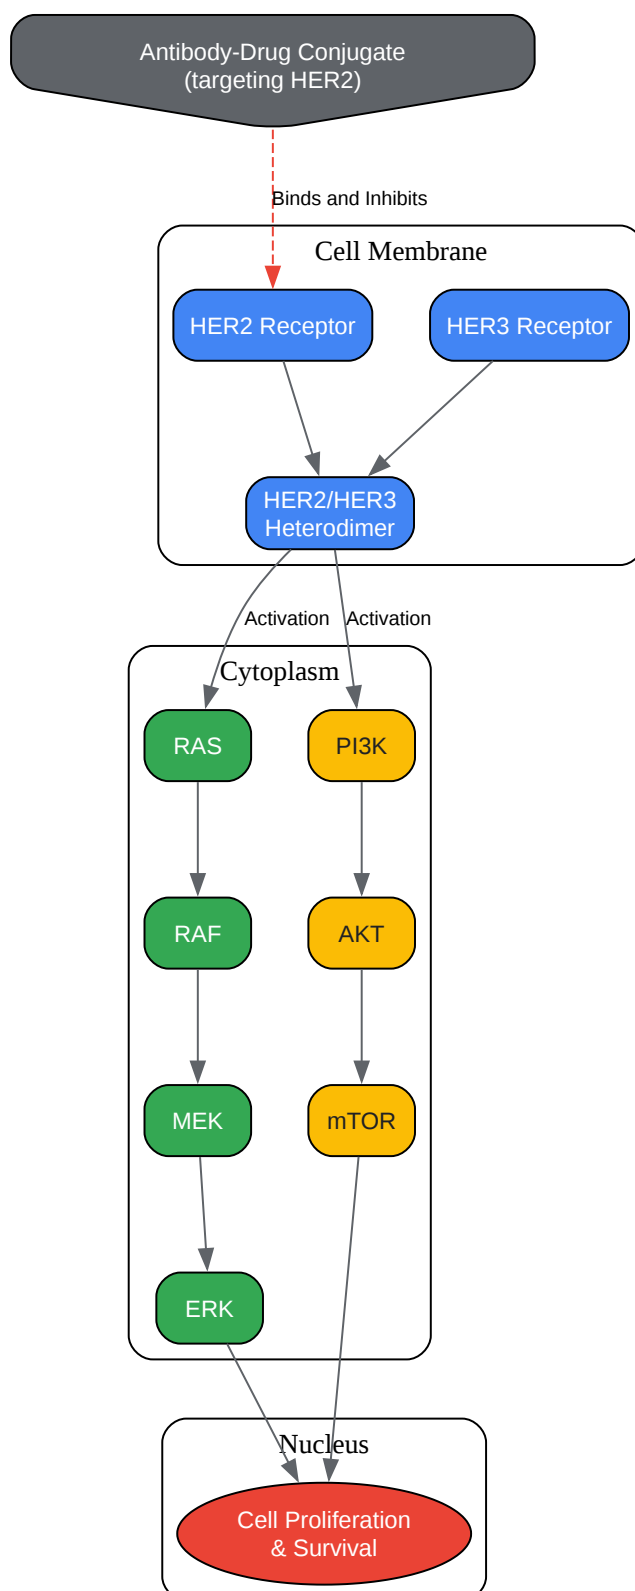 Antibody-Drug Conjugate
(targeting HER2)
Binds and Inhibits
Cell Membrane
HER2 Receptor
HER3 Receptor
HER2/HER3
Heterodimer
Activation
Activation
Cytoplasm
RAS
PI3K
RAF
AKT
MEK
mTOR
ERK
Nucleus
Cell Proliferation
& Survival